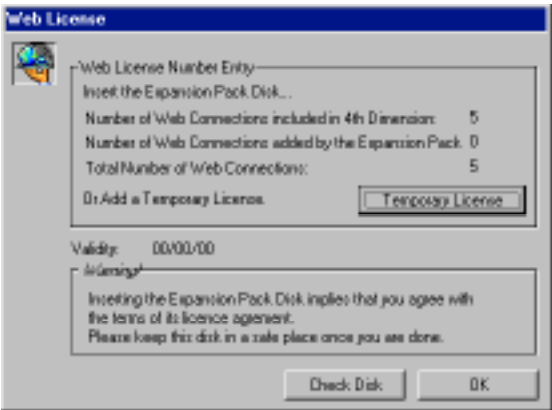 Web License
Web License Number Entry
Insert the Expansion Pack Disk...
Number of Web Connections included in 4th Dimension: 5
Number of Web Connections added by the Expansion Pack 0
Total Number of Web Connections: 5
Or Add a Temporary License. Temporary License
Validity: 00/00/00
Warning!
Inserting the Expansion Pack Disk implies that you agree with
the terms of its licence agrement.
Please keep this disk in a safe place once you are done.
Check Disk OK